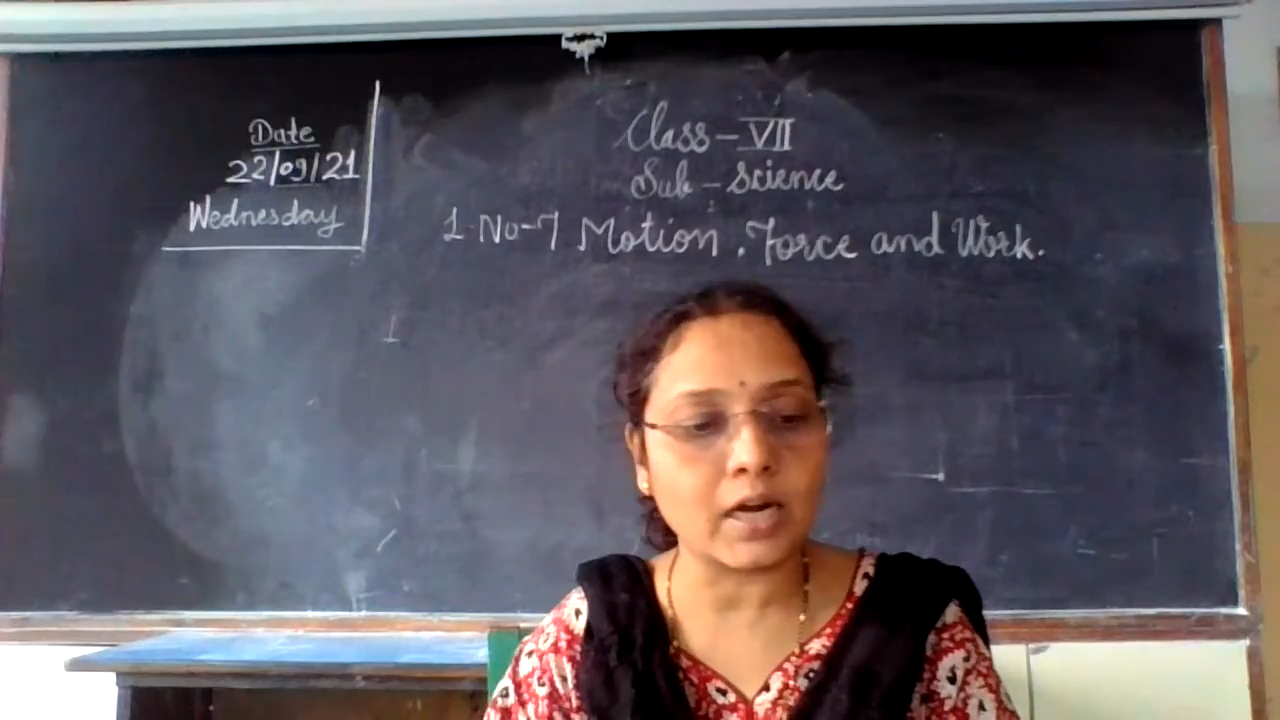 Date
22/09/21
Wednesday
Class - VII
Sub - Science
L.No-7 Motion, Force and Work.